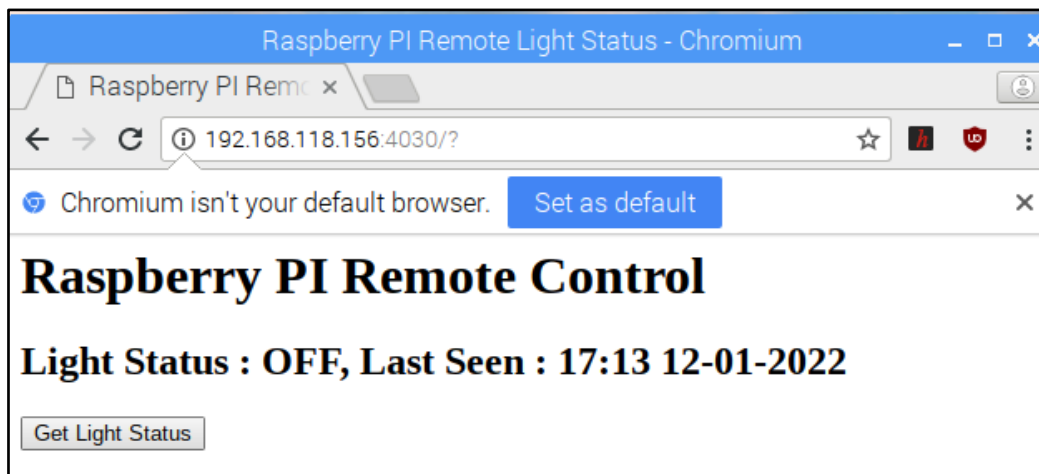 Raspberry PI Remote Light Status - Chromium
Raspberry PI Remo
192.168.118.156:4030/?
Chromium isn't your default browser. Set as default
Raspberry PI Remote Control
Light Status : OFF, Last Seen : 17:13 12-01-2022
Get Light Status